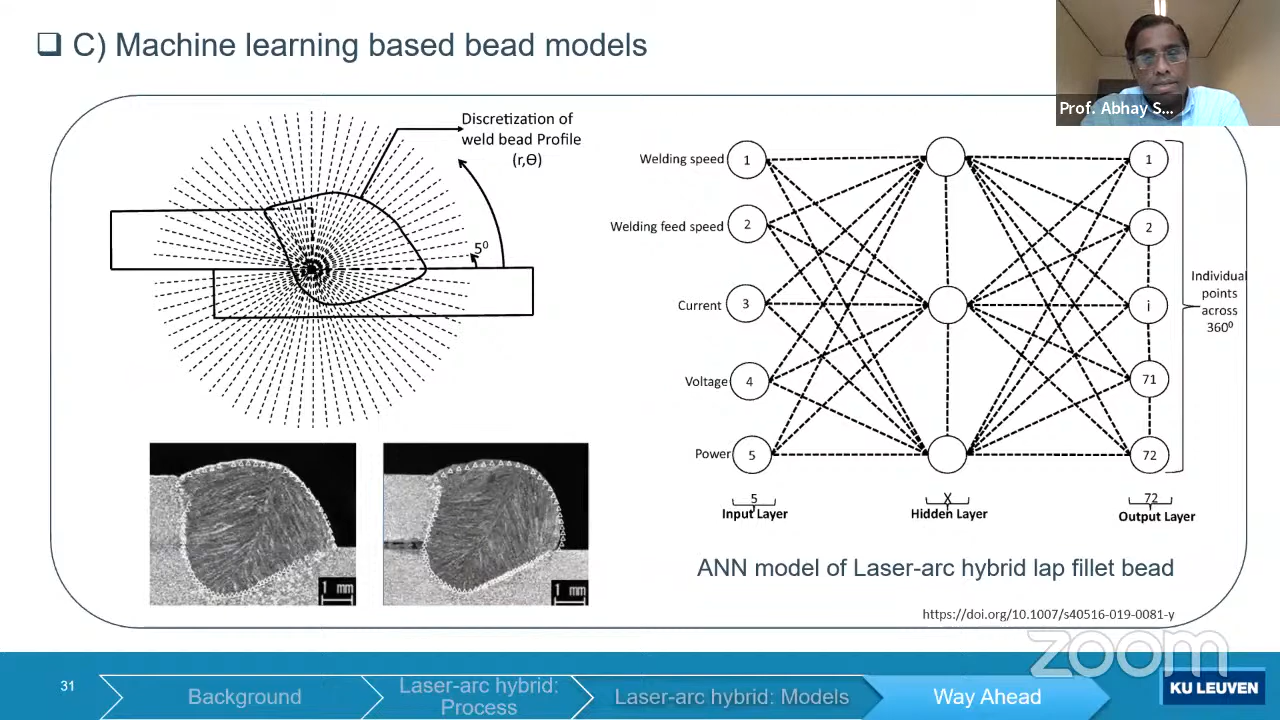 ❑ C) Machine learning based bead models
Prof. Abhay S...
Discretization of
weld bead Profile
(r,ϴ)
5⁰
1 mm
1 mm
Welding speed
Welding feed speed
Current
Voltage
Power
1
2
3
4
5
1
2
i
71
72
Individual
points
across
360⁰
5
Input Layer
X
Hidden Layer
72
Output Layer
ANN model of Laser-arc hybrid lap fillet bead
https://doi.org/10.1007/s40516-019-0081-y
zoom
31
Background
Laser-arc hybrid:
Process
Laser-arc hybrid: Models
Way Ahead
KU LEUVEN